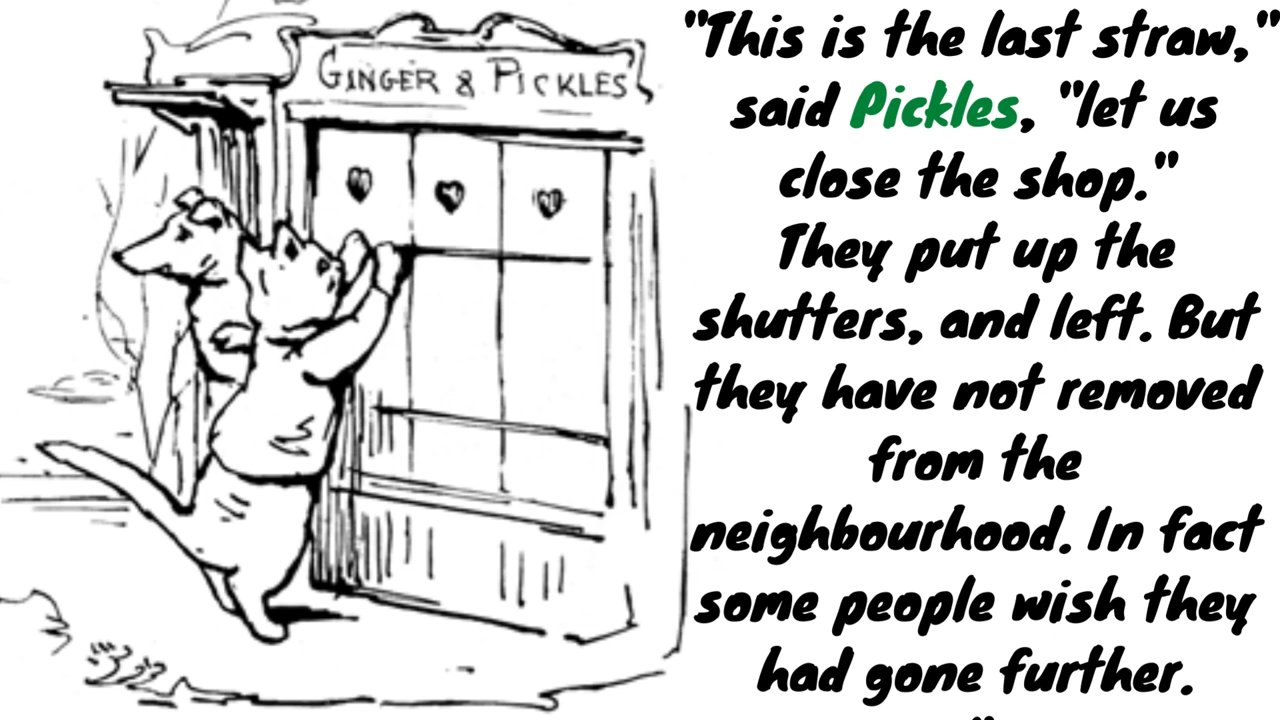 GINGER & PICKLES
"This is the last straw,"
said Pickles, "let us
close the shop."
They put up the
shutters, and left. But
they have not removed
from the
neighbourhood. In fact
some people wish they
had gone further.
"